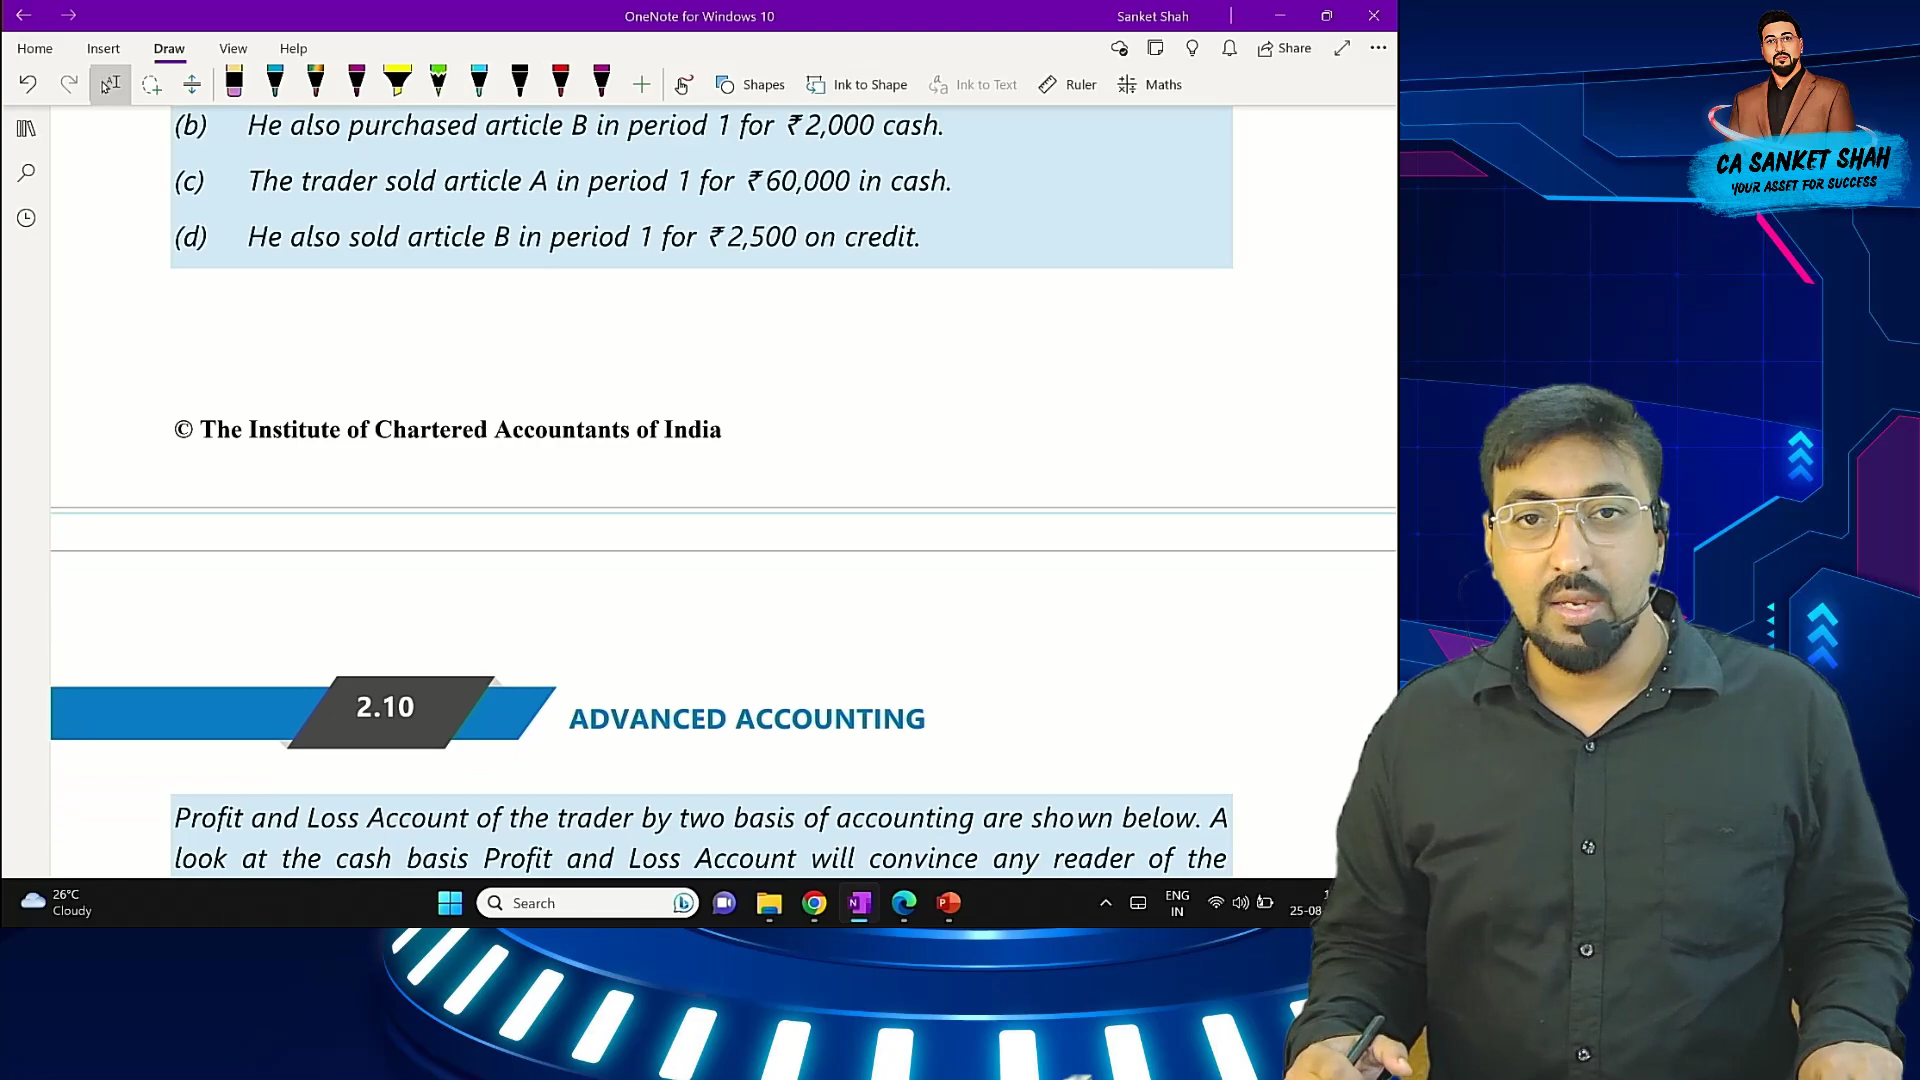 OneNote for Windows 10
Sanket Shah
Home Insert Draw View Help
Share
Shapes Ink to Shape Ink to Text Ruler Maths
(b) He also purchased article B in period 1 for ₹2,000 cash.
(c) The trader sold article A in period 1 for ₹60,000 in cash.
(d) He also sold article B in period 1 for ₹2,500 on credit.
© The Institute of Chartered Accountants of India
2.10 ADVANCED ACCOUNTING
Profit and Loss Account of the trader by two basis of accounting are shown below. A
look at the cash basis Profit and Loss Account will convince any reader of the
26°C
Cloudy
Search
ENG
IN
25-08
CA SANKET SHAH
YOUR ASSET FOR SUCCESS